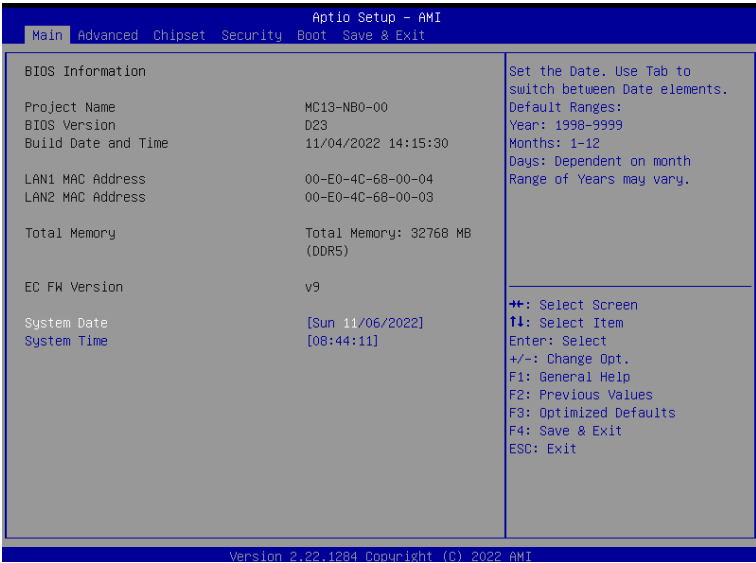 Aptio Setup - AMI
Main Advanced Chipset Security Boot Save & Exit
BIOS Information
Project Name MC13-NB0-00
BIOS Version D23
Build Date and Time 11/04/2022 14:15:30
LAN1 MAC Address 00-E0-4C-68-00-04
LAN2 MAC Address 00-E0-4C-68-00-03
Total Memory Total Memory: 32768 MB
(DDR5)
EC FW Version v9
System Date [Sun 11/06/2022]
System Time [08:44:11]
Set the Date. Use Tab to
switch between Date elements.
Default Ranges:
Year: 1998-9999
Months: 1-12
Days: Dependent on month
Range of Years may vary.
→←: Select Screen
↑↓: Select Item
Enter: Select
+/-: Change Opt.
F1: General Help
F2: Previous Values
F3: Optimized Defaults
F4: Save & Exit
ESC: Exit
Version 2.22.1284 Copyright (C) 2022 AMI